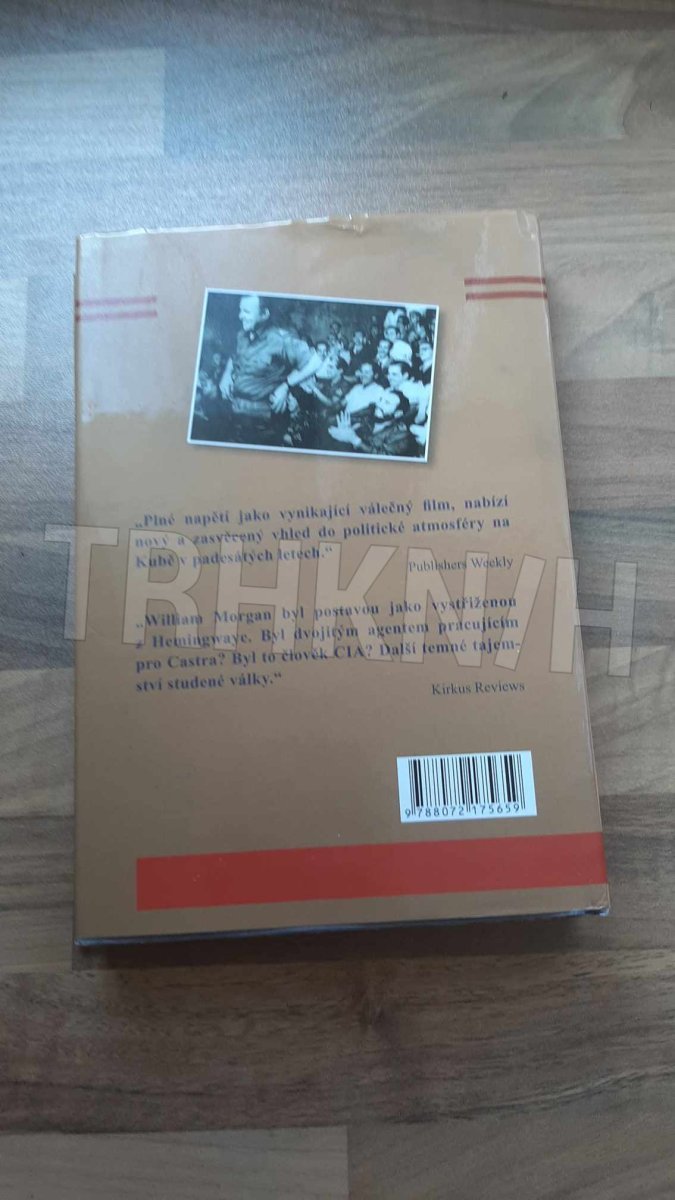 „Plné napětí jako vynikající válečný film, nabízí
nový a zasvěcený vhled do politické atmosféry na
Kubě v padesátých letech.“
Publishers Weekly
„William Morgan byl postavou jako vystřiženou
z Hemingwaye. Byl dvojitým agentem pracujícím
pro Castra? Byl to člověk CIA? Další temné tajem-
ství studené války.“
Kirkus Reviews
9 788072 175659
TRHKNIH